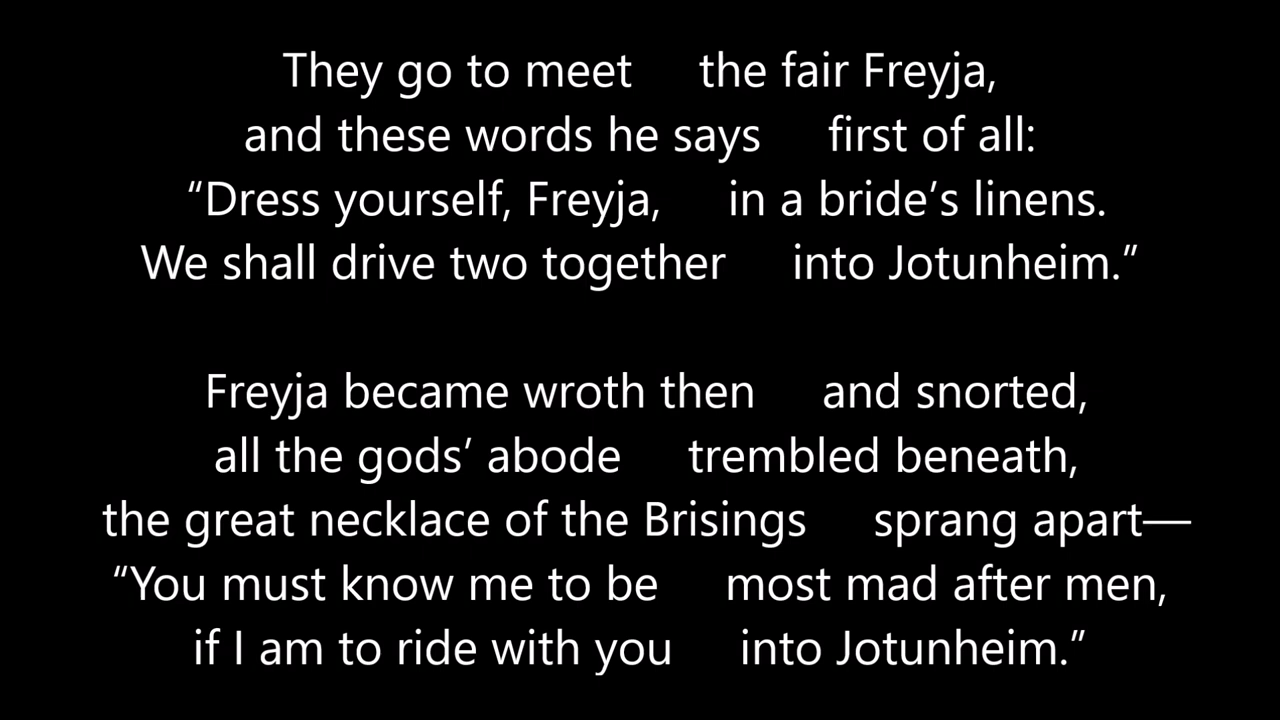 They go to meet   the fair Freyja,
and these words he says   first of all:
“Dress yourself, Freyja,   in a bride’s linens.
We shall drive two together   into Jotunheim.”

Freyja became wroth then   and snorted,
all the gods’ abode   trembled beneath,
the great necklace of the Brisings   sprang apart—
“You must know me to be   most mad after men,
if I am to ride with you   into Jotunheim.”